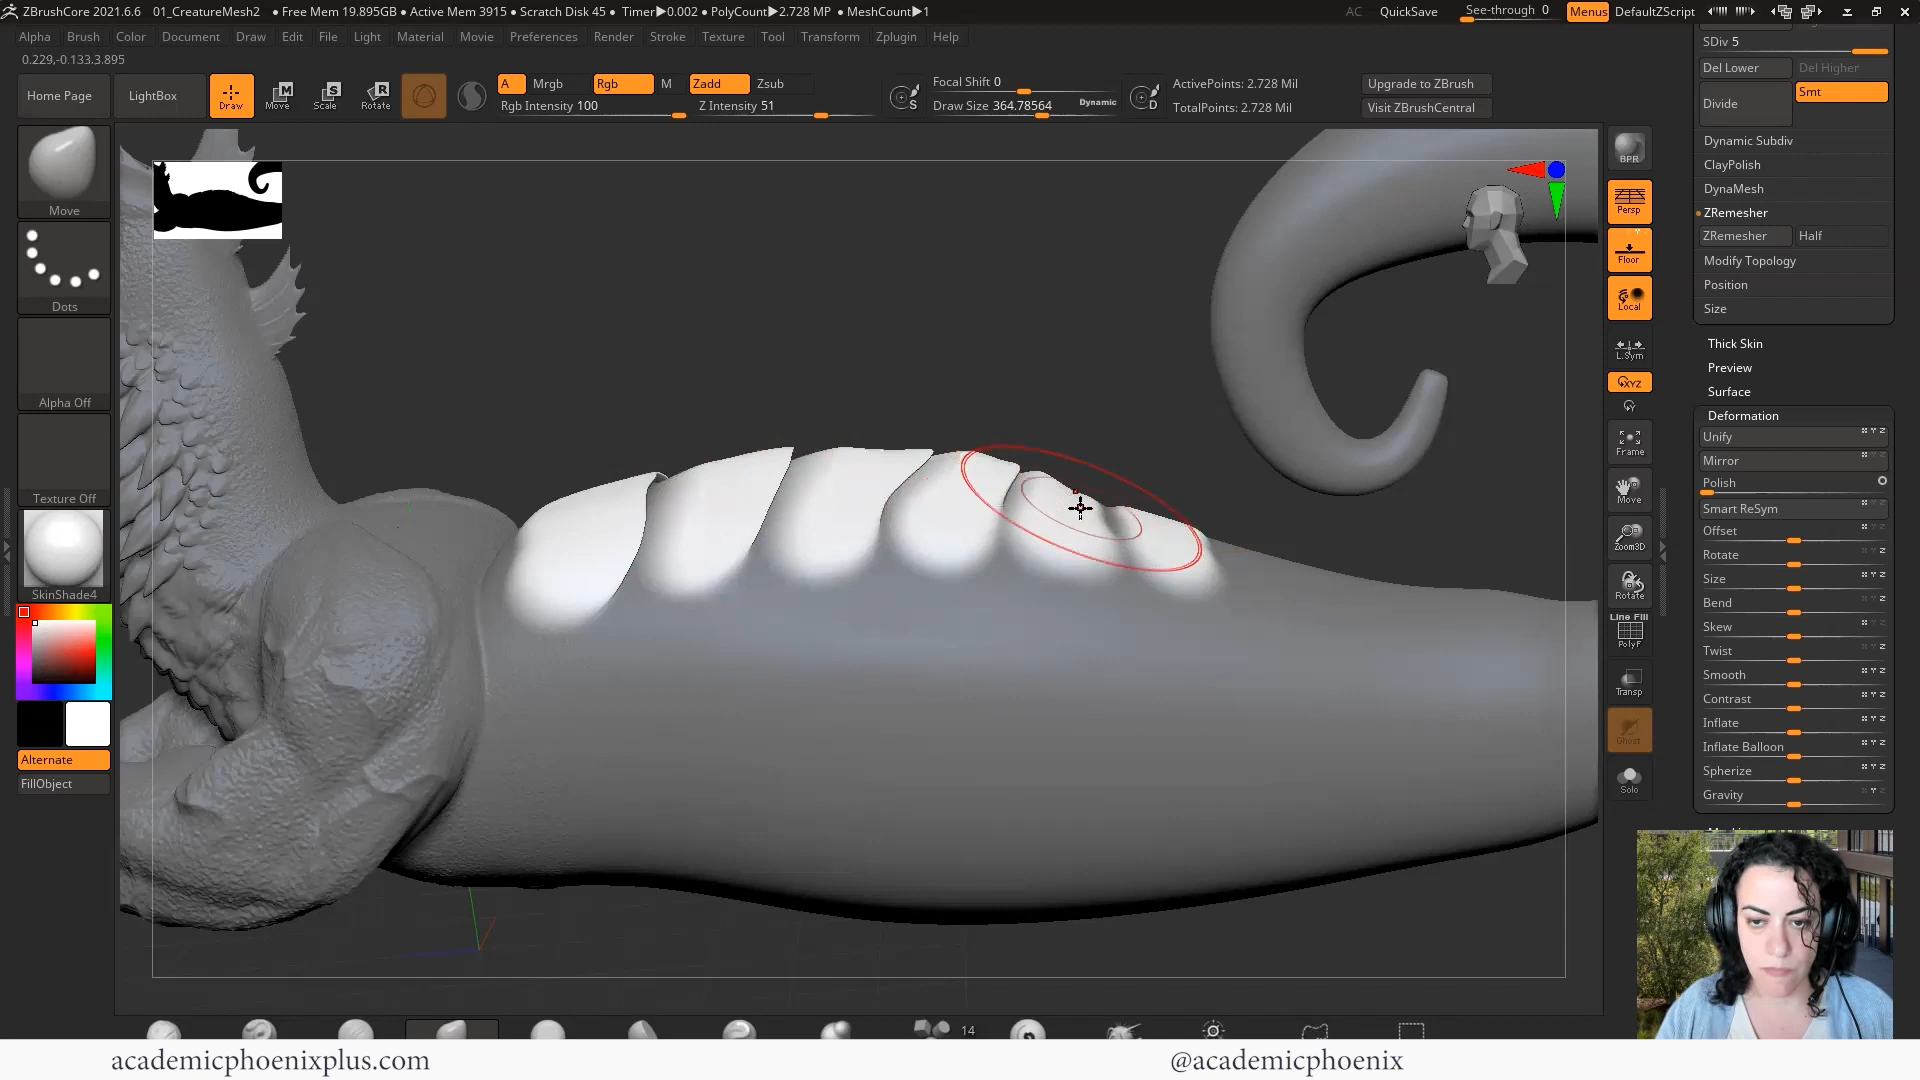 ZBrushCore 2021.6.6 01_CreatureMesh2 ● Free Mem 19.895GB ● Active Mem 3915 ● Scratch Disk 45 ● Timer▶0.002 ● PolyCount▶2.728 MP ● MeshCount▶1 AC QuickSave See-through 0 Menus DefaultZScript
Alpha Brush Color Document Draw Edit File Light Material Movie Preferences Render Stroke Texture Tool Transform Zplugin Help
0.229,-0.133,3.895
Home Page LightBox Draw Move Scale Rotate
A Mrgb Rgb M Zadd Zsub
Rgb Intensity 100 Z Intensity 51
S Focal Shift 0
Draw Size 364.78564 Dynamic D
ActivePoints: 2.728 Mil
TotalPoints: 2.728 Mil
Upgrade to ZBrush
Visit ZBrushCentral
Move
Dots
Alpha Off
Texture Off
SkinShade4
Alternate
FillObject
BPR
Persp
Floor
Local
L.Sym
XYZ
Y
Frame
Move
Zoom3D
Rotate
Line Fill
PolyF
Transp
Ghost
Solo
SDiv 5
Del Lower Del Higher
Divide Smt
Dynamic Subdiv
ClayPolish
DynaMesh
ZRemesher
ZRemesher Half
Modify Topology
Position
Size
Thick Skin
Preview
Surface
Deformation
Unify
Mirror
Polish
Smart ReSym
Offset
Rotate
Size
Bend
Skew
Twist
Smooth
Contrast
Inflate
Inflate Balloon
Spherize
Gravity
14
academicphoenixplus.com @academicphoenix